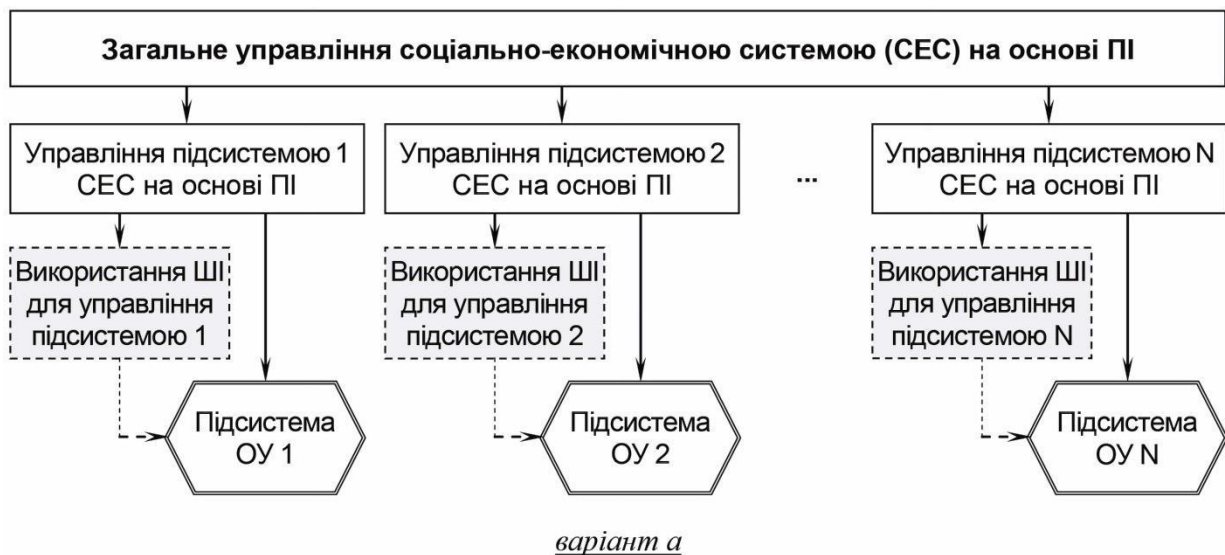 Загальне управління соціально-економічною системою (СЕС) на основі ПІ
Управління підсистемою 1
СЕС на основі ПІ
Управління підсистемою 2
СЕС на основі ПІ
...
Управління підсистемою N
СЕС на основі ПІ
Використання ШІ
для управління
підсистемою 1
Використання ШІ
для управління
підсистемою 2
Використання ШІ
для управління
підсистемою N
Підсистема
ОУ 1
Підсистема
ОУ 2
Підсистема
ОУ N
варіант а